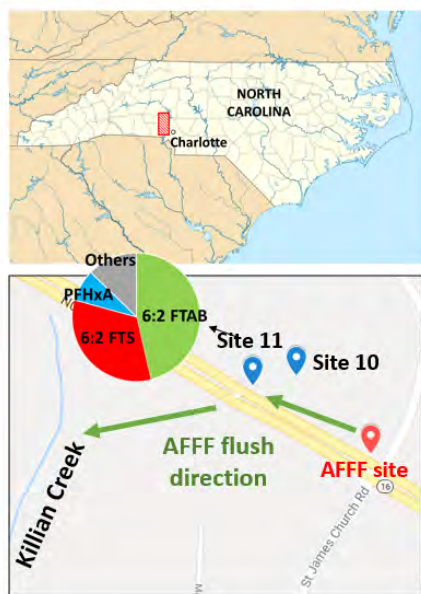 NORTH
CAROLINA
Charlotte
Others
PFHxA
6:2 FTAB
6:2 FTS
Site 11
Site 10
AFFF flush
direction
AFFF site
16
St James Church Rd
Killian Creek